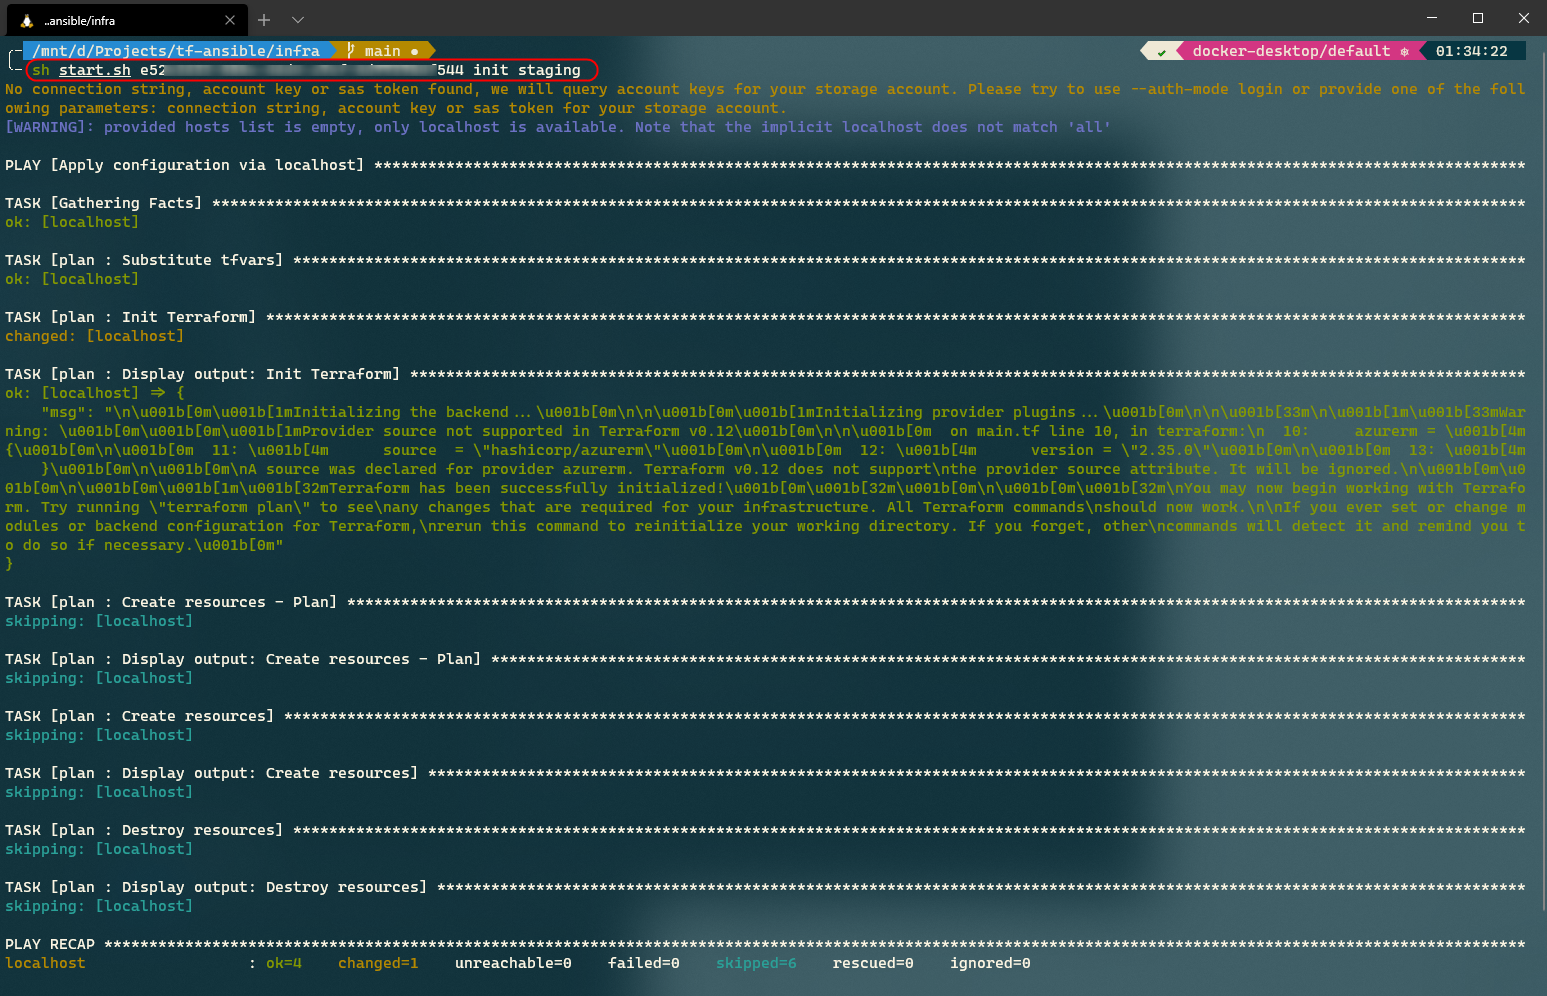 ..ansible/infra
/mnt/d/Projects/tf-ansible/infra main ● ✔ docker-desktop/default ⎈ 01:34:22
sh start.sh e52 544 init staging
No connection string, account key or sas token found, we will query account keys for your storage account. Please try to use --auth-mode login or provide one of the foll
owing parameters: connection string, account key or sas token for your storage account.
[WARNING]: provided hosts list is empty, only localhost is available. Note that the implicit localhost does not match 'all'
PLAY [Apply configuration via localhost] ********************************************************************************************************************************
TASK [Gathering Facts] **************************************************************************************************************************************************
ok: [localhost]
TASK [plan : Substitute tfvars] *****************************************************************************************************************************************
ok: [localhost]
TASK [plan : Init Terraform] ********************************************************************************************************************************************
changed: [localhost]
TASK [plan : Display output: Init Terraform] ****************************************************************************************************************************
ok: [localhost] => {
    "msg": "\n\u001b[0m\u001b[1mInitializing the backend...\u001b[0m\n\n\u001b[0m\u001b[1mInitializing provider plugins...\u001b[0m\n\n\u001b[33m\n\u001b[1m\u001b[33mWar
ning: \u001b[0m\u001b[0m\u001b[1mProvider source not supported in Terraform v0.12\u001b[0m\n\n\u001b[0m  on main.tf line 10, in terraform:\n  10:     azurerm = \u001b[4m
{\u001b[0m\n\u001b[0m  11: \u001b[4m      source  = \"hashicorp/azurerm\"\u001b[0m\n\u001b[0m  12: \u001b[4m      version = \"2.35.0\"\u001b[0m\n\u001b[0m  13: \u001b[4m
    }\u001b[0m\n\u001b[0m\nA source was declared for provider azurerm. Terraform v0.12 does not support\nthe provider source attribute. It will be ignored.\n\u001b[0m\u0
01b[0m\n\u001b[0m\u001b[1m\u001b[32mTerraform has been successfully initialized!\u001b[0m\u001b[32m\u001b[0m\n\u001b[0m\u001b[32m\nYou may now begin working with Terrafo
rm. Try running \"terraform plan\" to see\nany changes that are required for your infrastructure. All Terraform commands\nshould now work.\n\nIf you ever set or change m
odules or backend configuration for Terraform,\nrerun this command to reinitialize your working directory. If you forget, other\ncommands will detect it and remind you t
o do so if necessary.\u001b[0m"
}
TASK [plan : Create resources - Plan] ***********************************************************************************************************************************
skipping: [localhost]
TASK [plan : Display output: Create resources - Plan] *******************************************************************************************************************
skipping: [localhost]
TASK [plan : Create resources] ******************************************************************************************************************************************
skipping: [localhost]
TASK [plan : Display output: Create resources] **************************************************************************************************************************
skipping: [localhost]
TASK [plan : Destroy resources] *****************************************************************************************************************************************
skipping: [localhost]
TASK [plan : Display output: Destroy resources] *************************************************************************************************************************
skipping: [localhost]
PLAY RECAP **************************************************************************************************************************************************************
localhost                  : ok=4    changed=1    unreachable=0    failed=0    skipped=6    rescued=0    ignored=0